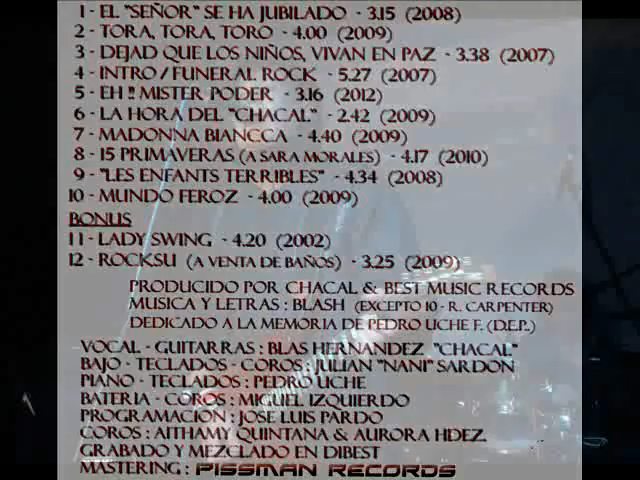 1 - EL "SEÑOR" SE HA JUBILADO - 3.15 (2008)
2 - TORA, TORA, TORO - 4.00 (2009)
3 - DEJAD QUE LOS NIÑOS, VIVAN EN PAZ - 3.38 (2007)
4 - INTRO / FUNERAL ROCK - 5.27 (2007)
5 - EH !! MISTER PODER - 3.16 (2012)
6 - LA HORA DEL "CHACAL" - 2.42 (2009)
7 - MADONNA BIANCCA - 4.40 (2009)
8 - 15 PRIMAVERAS (A SARA MORALES) - 4.17 (2010)
9 - "LES ENFANTS TERRIBLES" - 4.34 (2008)
10 - MUNDO FEROZ - 4.00 (2009)
BONUS
11 - LADY SWING - 4.20 (2002)
12 - ROCKSU (A VENTA DE BAÑOS) - 3.25 (2009)
PRODUCIDO POR CHACAL & BEST MUSIC RECORDS
MUSICA Y LETRAS : BLASH (EXCEPTO 10 - R. CARPENTER)
DEDICADO A LA MEMORIA DE PEDRO UCHE F. (D.E.P.)
VOCAL - GUITARRAS : BLAS HERNANDEZ "CHACAL"
BAJO - TECLADOS - COROS : JULIAN "NANI" SARDON
PIANO - TECLADOS : PEDRO UCHE
BATERIA - COROS : MIGUEL IZQUIERDO
PROGRAMACION : JOSE LUIS PARDO
COROS : AITHAMY QUINTANA & AURORA HDEZ.
GRABADO Y MEZCLADO EN DIBEST
MASTERING : PISSMAN RECORDS